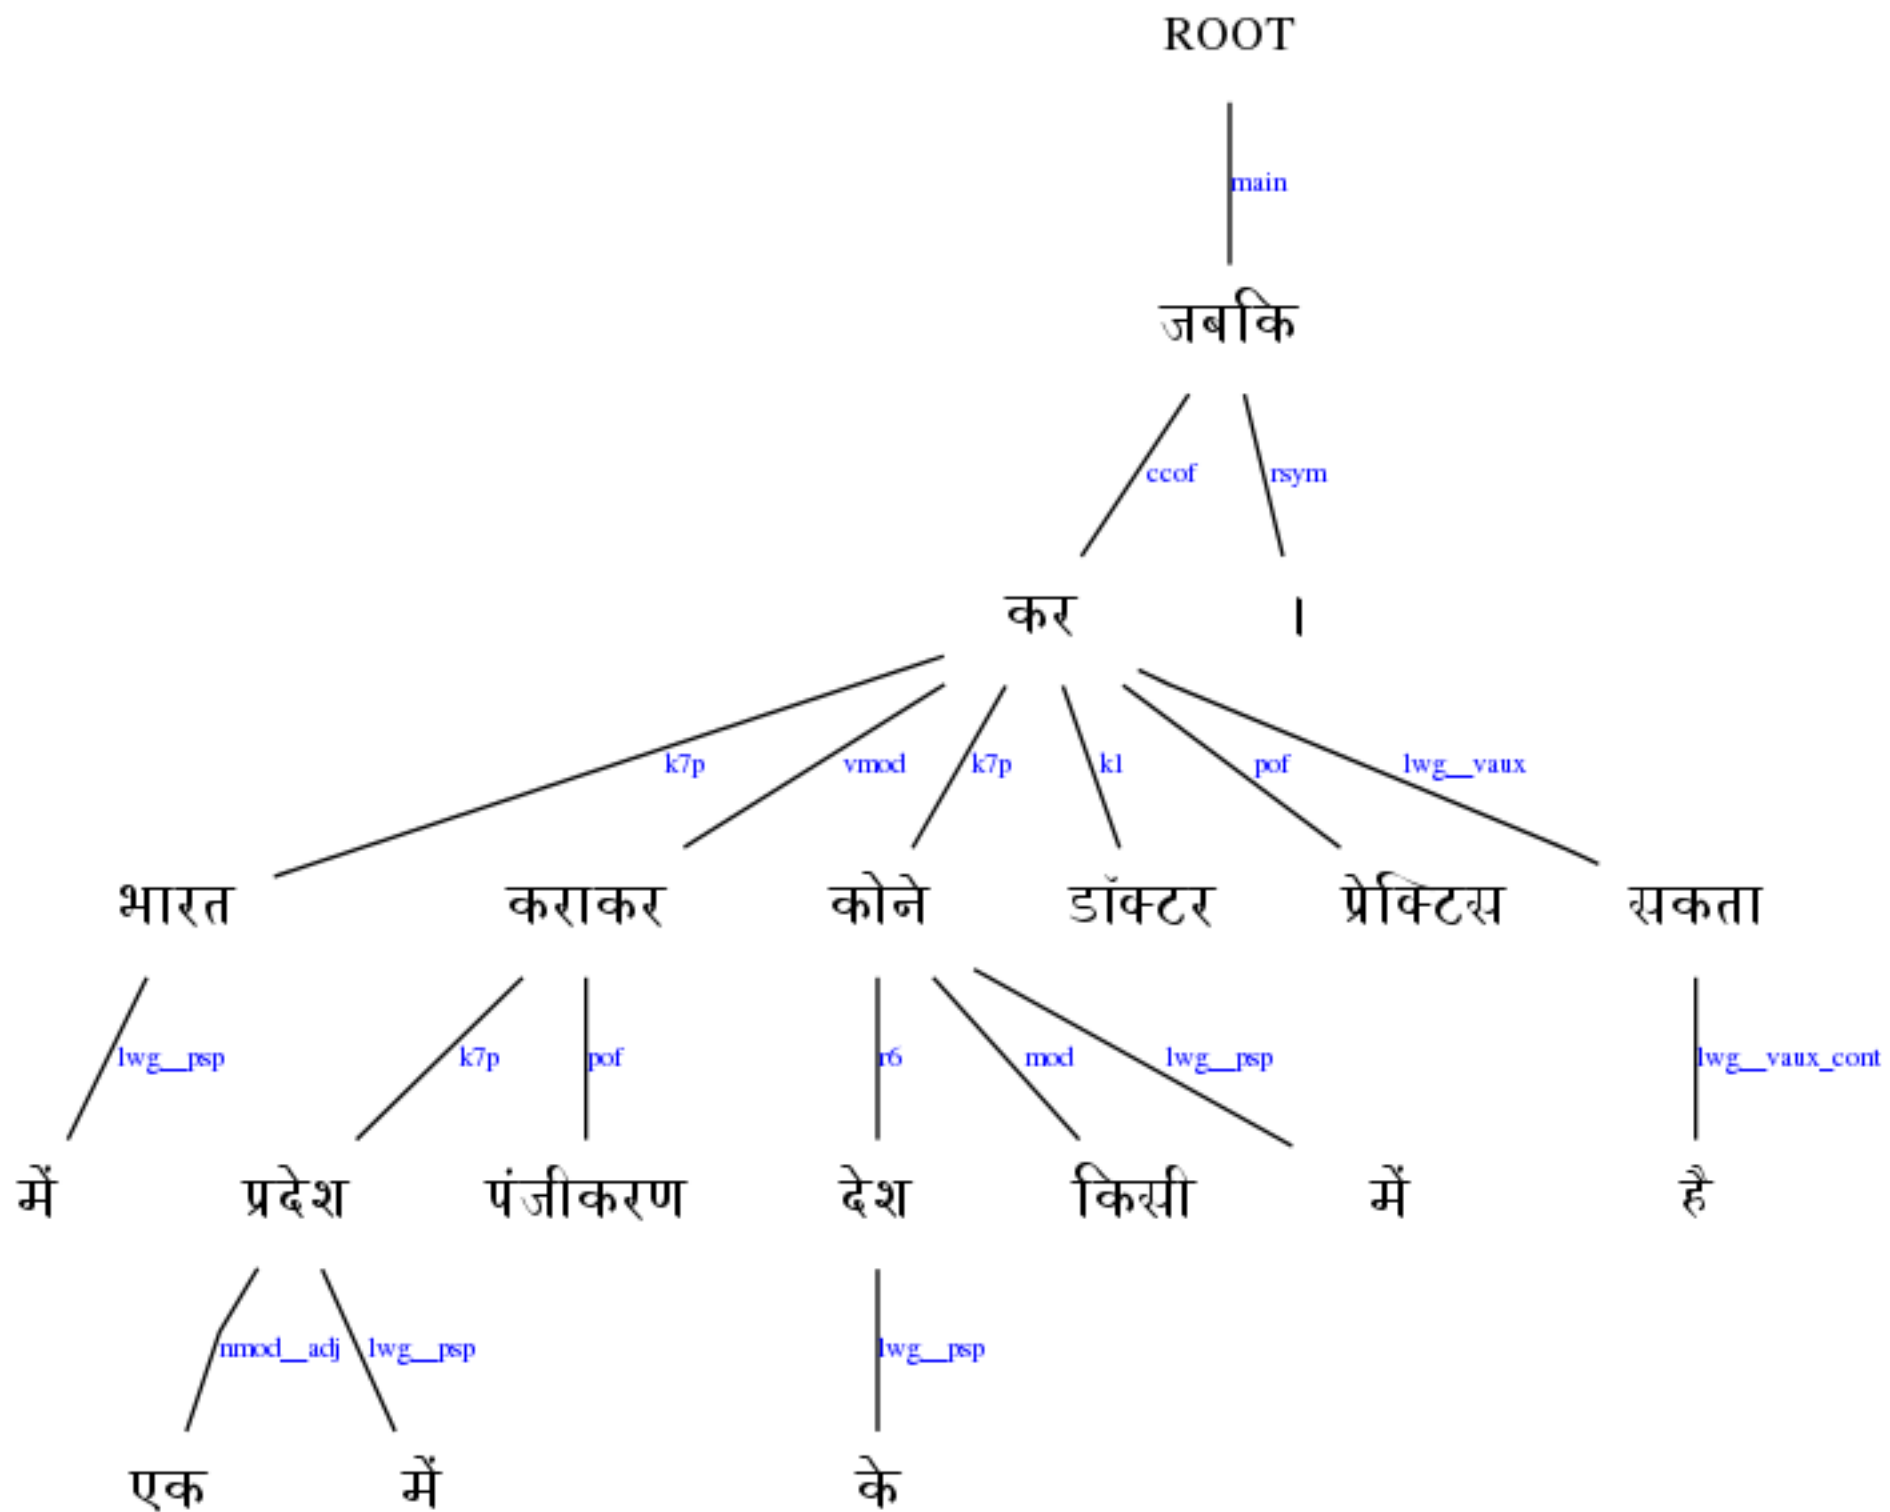 ROOT
main
जबकि
ccof rsym
कर ।
k7p vmod k7p k1 pof lwg__vaux
भारत कराकर कोने डॉक्टर प्रेक्टिस सकता
lwg__psp k7p pof r6 mod lwg__psp lwg__vaux_cont
में प्रदेश पंजीकरण देश किसी में है
nmod__adj lwg__psp lwg__psp
एक में के